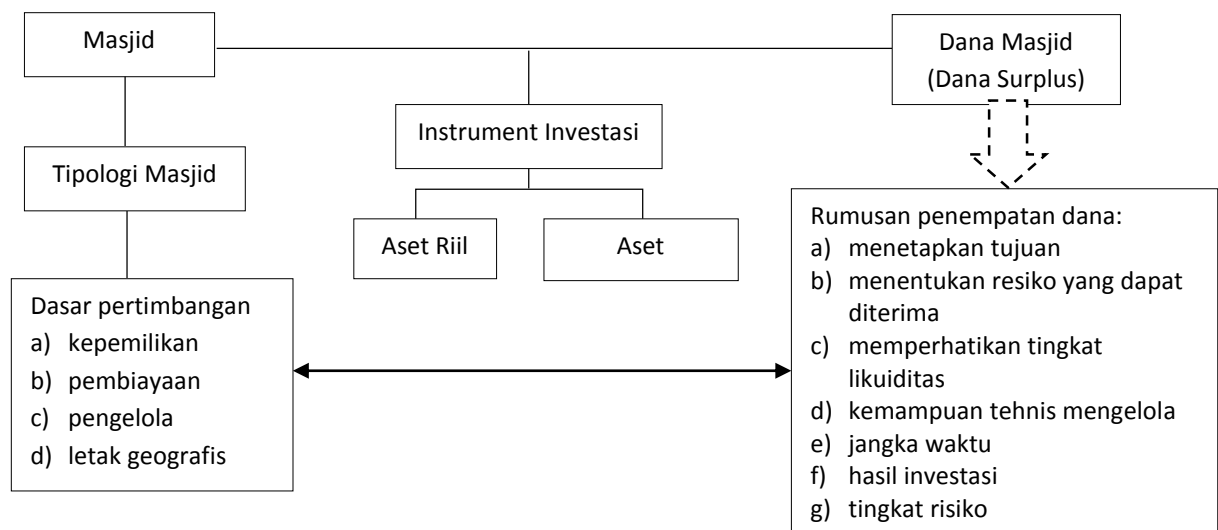 Masjid
Dana Masjid
(Dana Surplus)
Instrument Investasi
Tipologi Masjid
Aset Riil
Aset
Dasar pertimbangan
a) kepemilikan
b) pembiayaan
c) pengelola
d) letak geografis
Rumusan penempatan dana:
a) menetapkan tujuan
b) menentukan resiko yang dapat
diterima
c) memperhatikan tingkat
likuiditas
d) kemampuan tehnis mengelola
e) jangka waktu
f) hasil investasi
g) tingkat risiko